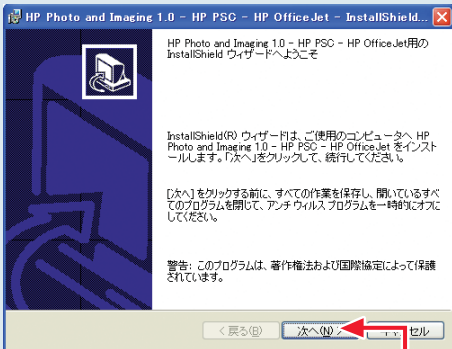 HP Photo and Imaging 1.0 - HP PSC - HP OfficeJet - InstallShield...
HP Photo and Imaging 1.0 - HP PSC - HP OfficeJet用の
InstallShield ウィザードへようこそ
InstallShield(R) ウィザードは、ご使用のコンピュータへ HP
Photo and Imaging 1.0 - HP PSC - HP OfficeJet をインスト
ールします。「次へ」をクリックして、続行してください。
[次へ] をクリックする前に、すべての作業を保存し、開いているすべ
てのプログラムを閉じて、アンチ ウィルス プログラムを一時的にオフに
してください。
警告: このプログラムは、著作権法および国際協定によって保護
されています。
< 戻る(B)
次へ(N) >